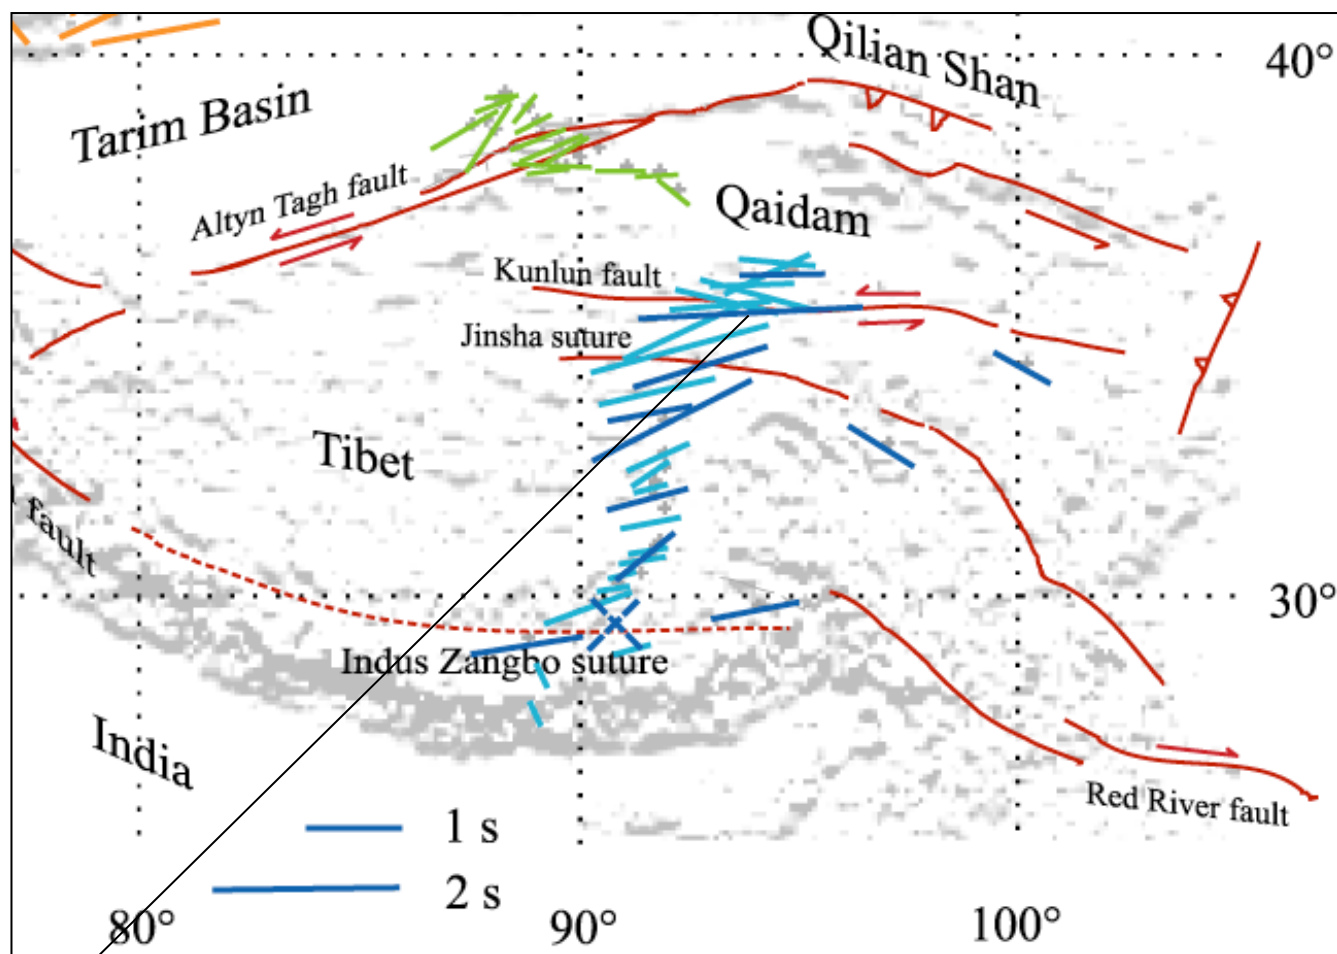 Qilian Shan
40°
Tarim Basin
Altyn Tagh fault
Qaidam
Kunlun fault
Jinsha suture
Tibet
fault
30°
Indus Zangbo suture
India
Red River fault
1 s
2 s
80°
90°
100°